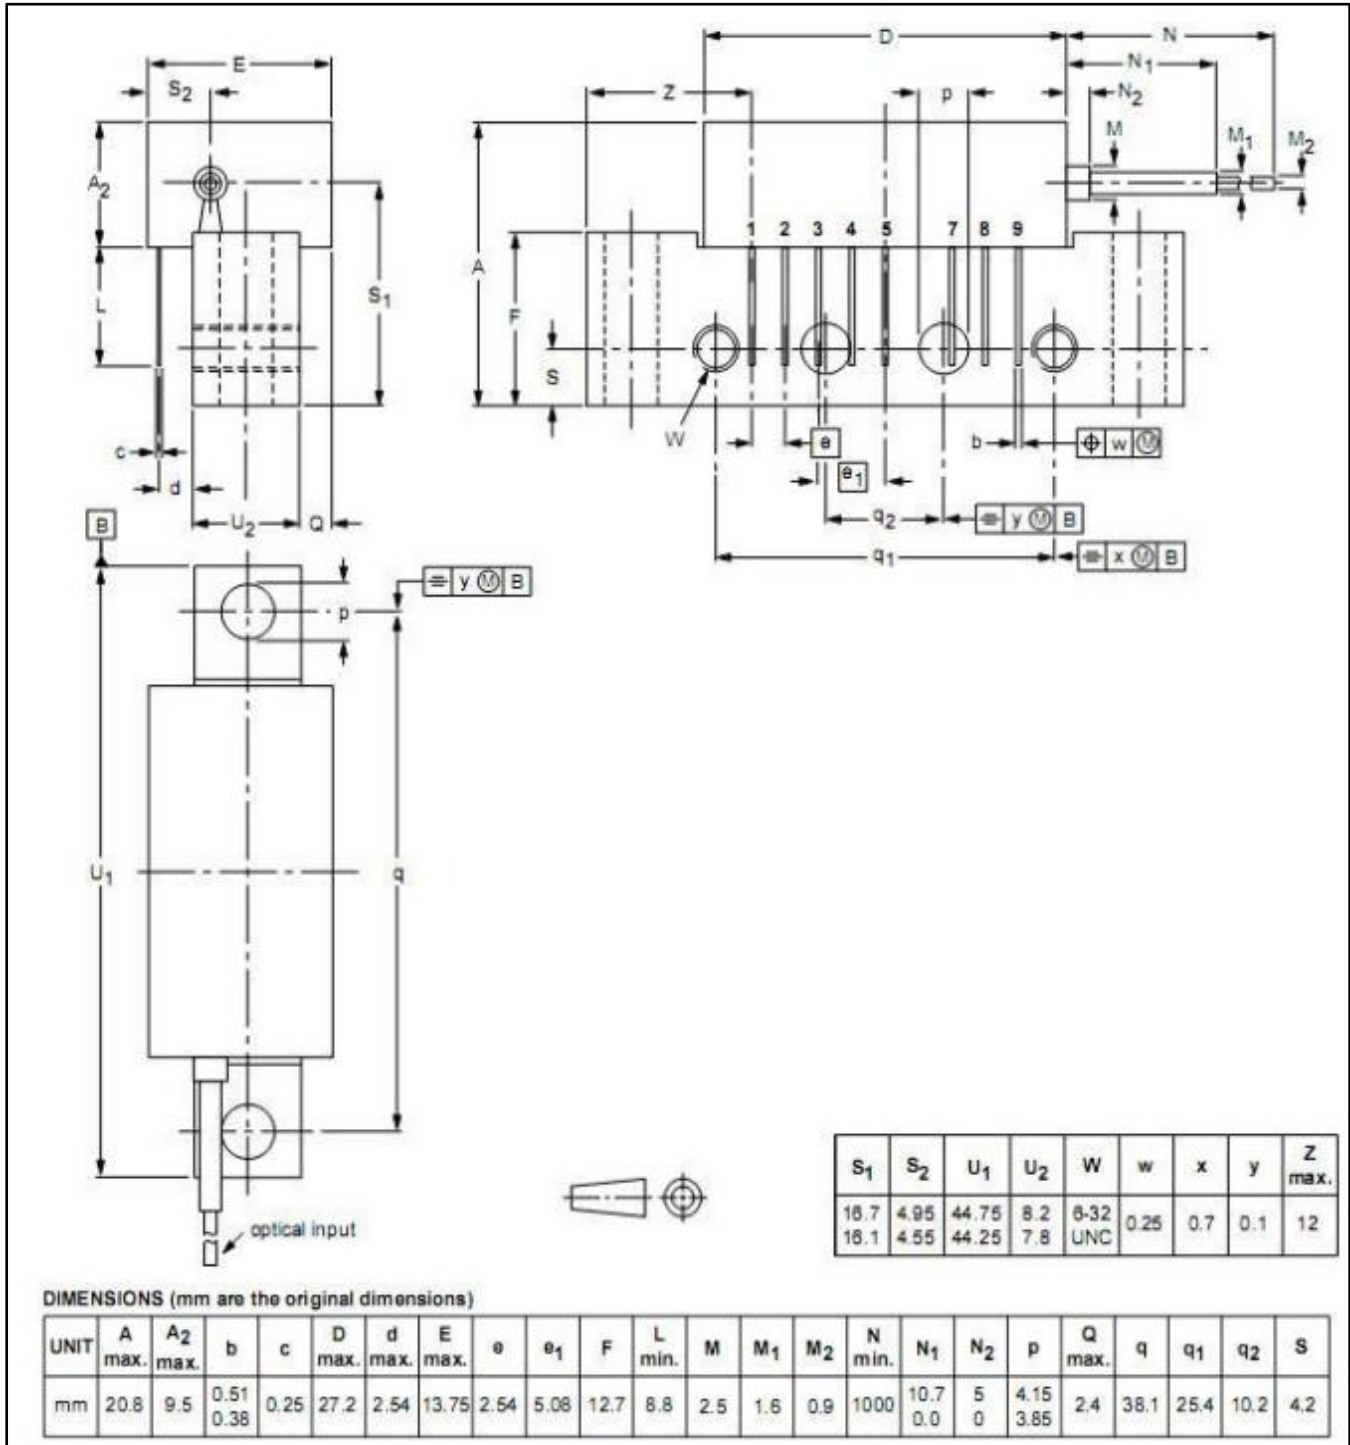 E
S2
A2
L
S1
c
d
U2
Q
D
N
N1
Z
p
N2
M
M1
M2
A
1 2 3 4 5 7 8 9
F
S
W
e
b
w M
e1
q2
y M B
q1
x M B
B
y M B
p
U1
q
optical input
S1 S2 U1 U2 W w x y Z max.
16.7 4.95 44.75 8.2 6-32 0.25 0.7 0.1 12
16.1 4.55 44.25 7.8 UNC
DIMENSIONS (mm are the original dimensions)
UNIT A max. A2 max. b c D max. d max. E max. e e1 F L min. M M1 M2 N min. N1 N2 p Q max. q q1 q2 S
mm 20.8 9.5 0.51 0.25 27.2 2.54 13.75 2.54 5.08 12.7 8.8 2.5 1.6 0.9 1000 10.7 5 4.15 2.4 38.1 25.4 10.2 4.2
0.38 0.0 0 3.85